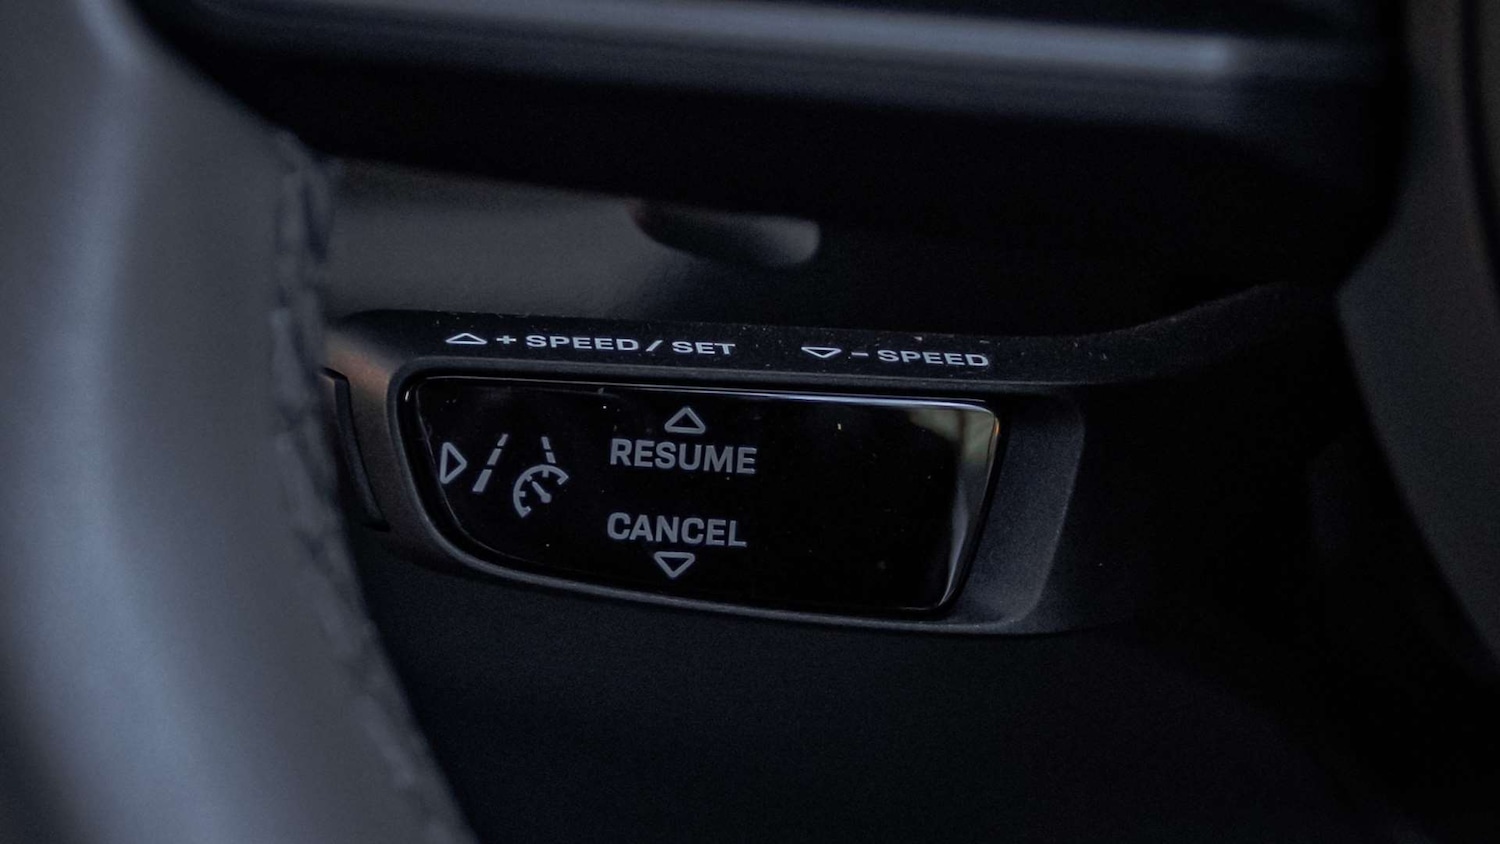 + SPEED / SET
- SPEED
RESUME
CANCEL